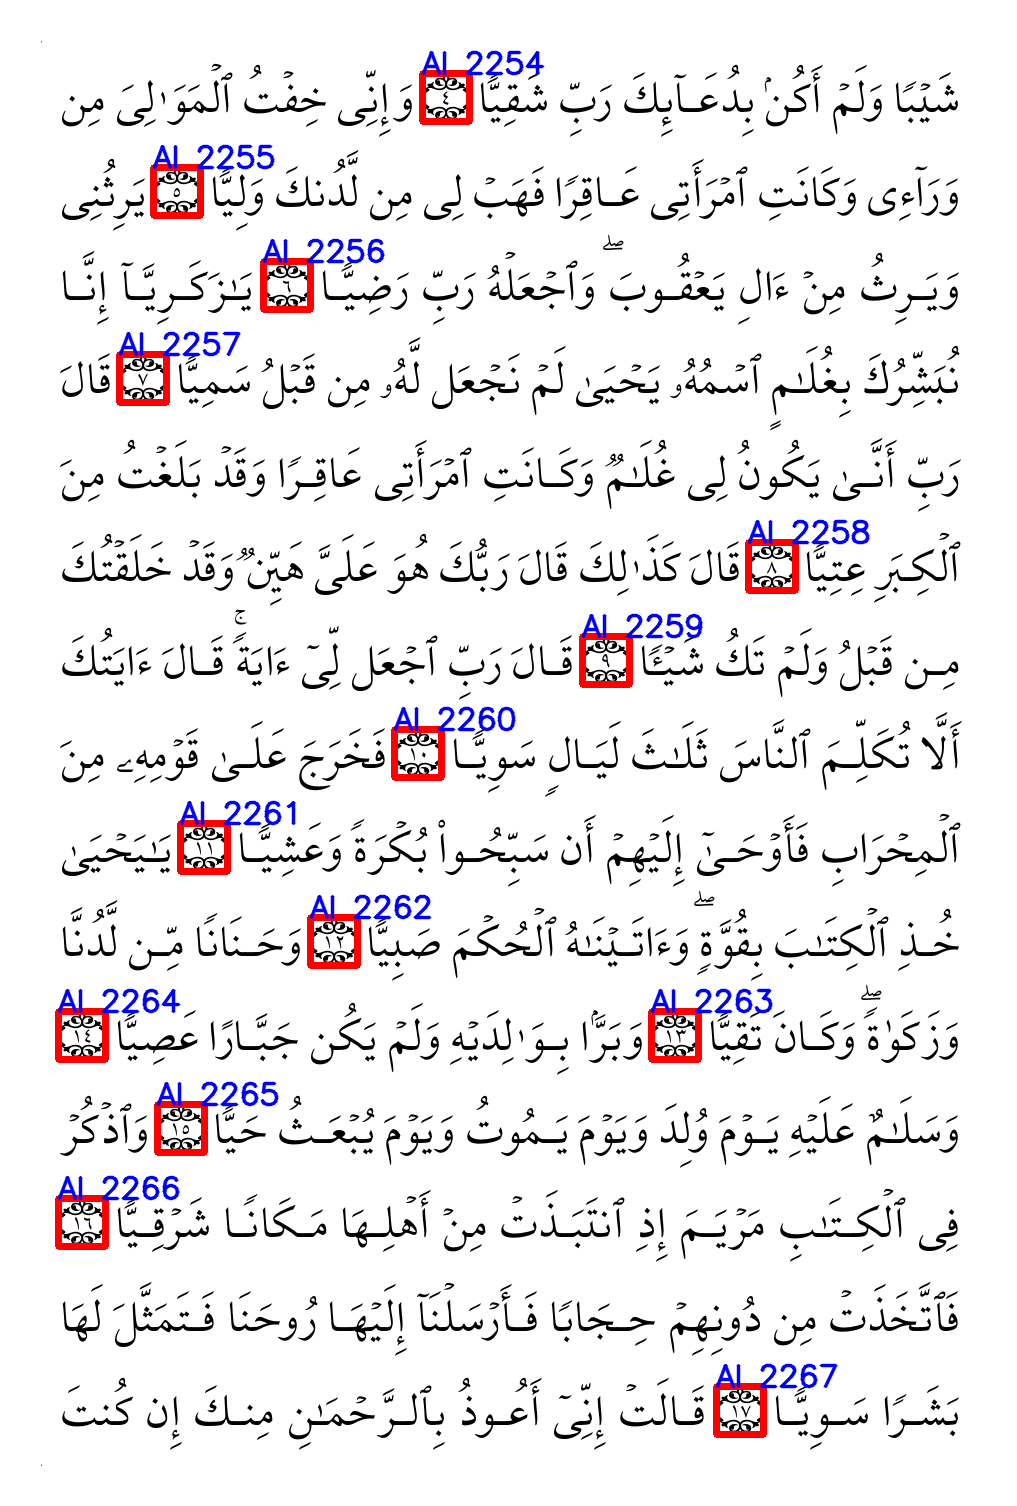 AI 2254
شَيۡبٗا وَلَمۡ أَكُنۢ بِدُعَآئِكَ رَبِّ شَقِيّٗا ٤ وَإِنِّي خِفۡتُ ٱلۡمَوَٰلِيَ مِن
AI 2255
وَرَآءِي وَكَانَتِ ٱمۡرَأَتِي عَاقِرٗا فَهَبۡ لِي مِن لَّدُنكَ وَلِيّٗا ٥ يَرِثُنِي
AI 2256
وَيَرِثُ مِنۡ ءَالِ يَعۡقُوبَۖ وَٱجۡعَلۡهُ رَبِّ رَضِيّٗا ٦ يَٰزَكَرِيَّآ إِنَّا
AI 2257
نُبَشِّرُكَ بِغُلَٰمٍ ٱسۡمُهُۥ يَحۡيَىٰ لَمۡ نَجۡعَل لَّهُۥ مِن قَبۡلُ سَمِيّٗا ٧ قَالَ
رَبِّ أَنَّىٰ يَكُونُ لِي غُلَٰمٞ وَكَانَتِ ٱمۡرَأَتِي عَاقِرٗا وَقَدۡ بَلَغۡتُ مِنَ
AI 2258
ٱلۡكِبَرِ عِتِيّٗا ٨ قَالَ كَذَٰلِكَ قَالَ رَبُّكَ هُوَ عَلَيَّ هَيِّنٞ وَقَدۡ خَلَقۡتُكَ
AI 2259
مِن قَبۡلُ وَلَمۡ تَكُ شَيۡـٔٗا ٩ قَالَ رَبِّ ٱجۡعَل لِّيٓ ءَايَةٗۚ قَالَ ءَايَتُكَ
AI 2260
أَلَّا تُكَلِّمَ ٱلنَّاسَ ثَلَٰثَ لَيَالٖ سَوِيّٗا ١٠ فَخَرَجَ عَلَىٰ قَوۡمِهِۦ مِنَ
AI 2261
ٱلۡمِحۡرَابِ فَأَوۡحَىٰٓ إِلَيۡهِمۡ أَن سَبِّحُواْ بُكۡرَةٗ وَعَشِيّٗا ١١ يَٰيَحۡيَىٰ
AI 2262
خُذِ ٱلۡكِتَٰبَ بِقُوَّةٖۖ وَءَاتَيۡنَٰهُ ٱلۡحُكۡمَ صَبِيّٗا ١٢ وَحَنَانٗا مِّن لَّدُنَّا
AI 2263 AI 2264
وَزَكَوٰةٗۖ وَكَانَ تَقِيّٗا ١٣ وَبَرَّۢا بِوَٰلِدَيۡهِ وَلَمۡ يَكُن جَبَّارًا عَصِيّٗا ١٤
AI 2265
وَسَلَٰمٌ عَلَيۡهِ يَوۡمَ وُلِدَ وَيَوۡمَ يَمُوتُ وَيَوۡمَ يُبۡعَثُ حَيّٗا ١٥ وَٱذۡكُرۡ
AI 2266
فِي ٱلۡكِتَٰبِ مَرۡيَمَ إِذِ ٱنتَبَذَتۡ مِنۡ أَهۡلِهَا مَكَانٗا شَرۡقِيّٗا ١٦
فَٱتَّخَذَتۡ مِن دُونِهِمۡ حِجَابٗا فَأَرۡسَلۡنَآ إِلَيۡهَا رُوحَنَا فَتَمَثَّلَ لَهَا
AI 2267
بَشَرٗا سَوِيّٗا ١٧ قَالَتۡ إِنِّيٓ أَعُوذُ بِٱلرَّحۡمَٰنِ مِنكَ إِن كُنتَ